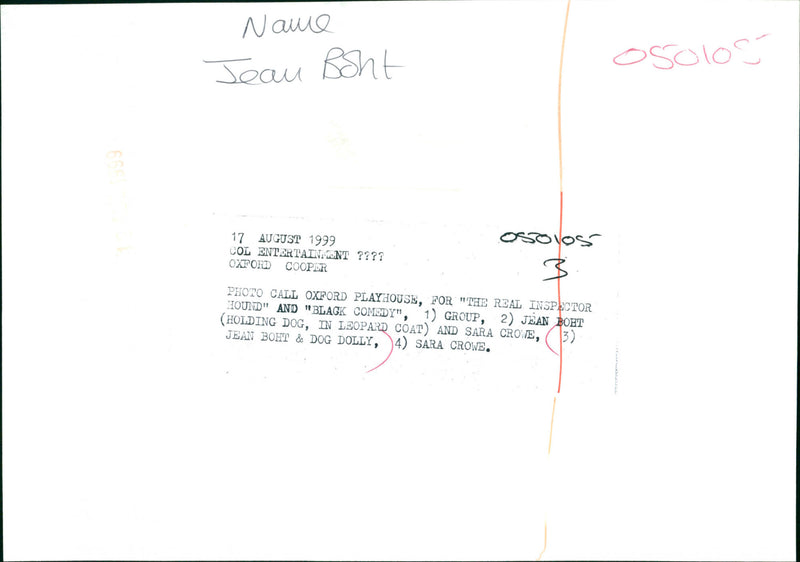 Name
Jean Boht
050105
17 AUGUST 1999
COL ENTERTAINMENT ????
OXFORD COOPER
050105
3
PHOTO CALL OXFORD PLAYHOUSE, FOR "THE REAL INSPECTOR
HOUND" AND "BLACK COMEDY", 1) GROUP, 2) JEAN BOHT
(HOLDING DOG, IN LEOPARD COAT) AND SARA CROWE, 3)
JEAN BOHT & DOG DOLLY, 4) SARA CROWE.